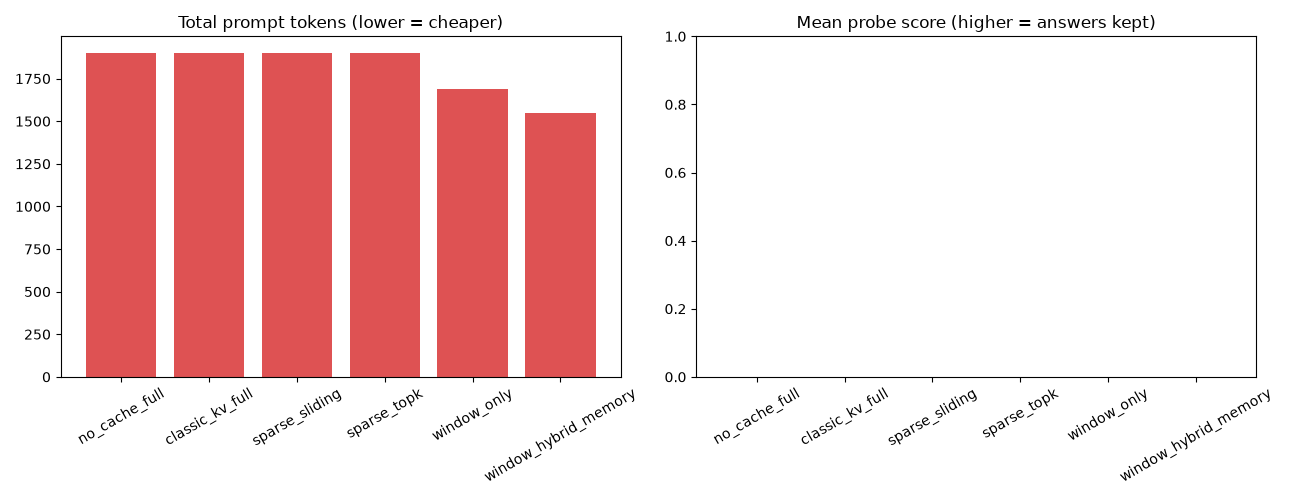 Total prompt tokens (lower = cheaper)
1750
1500
1250
1000
750
500
250
0
no_cache_full
classic_kv_full
sparse_sliding
sparse_topk
window_only
window_hybrid_memory
Mean probe score (higher = answers kept)
1.0
0.8
0.6
0.4
0.2
0.0
no_cache_full
classic_kv_full
sparse_sliding
sparse_topk
window_only
window_hybrid_memory